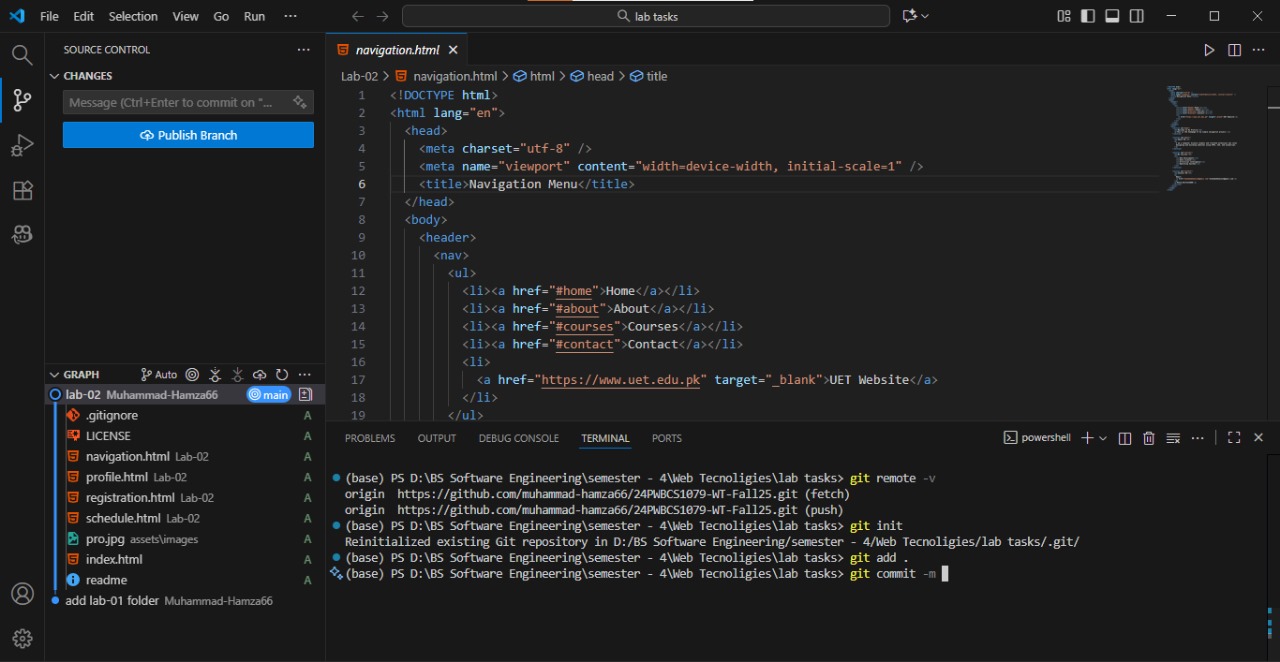 File Edit Selection View Go Run ···
lab tasks
SOURCE CONTROL ···
CHANGES
Message (Ctrl+Enter to commit on "...
Publish Branch
GRAPH Auto ···
lab-02 Muhammad-Hamza66 main
.gitignore A
LICENSE A
navigation.html Lab-02 A
profile.html Lab-02 A
registration.html Lab-02 A
schedule.html Lab-02 A
pro.jpg assets\images A
index.html A
readme A
add lab-01 folder Muhammad-Hamza66
navigation.html
Lab-02 > navigation.html > html > head > title
1 <!DOCTYPE html>
2 <html lang="en">
3 <head>
4 <meta charset="utf-8" />
5 <meta name="viewport" content="width=device-width, initial-scale=1" />
6 <title>Navigation Menu</title>
7 </head>
8 <body>
9 <header>
10 <nav>
11 <ul>
12 <li><a href="#home">Home</a></li>
13 <li><a href="#about">About</a></li>
14 <li><a href="#courses">Courses</a></li>
15 <li><a href="#contact">Contact</a></li>
16 <li>
17 <a href="https://www.uet.edu.pk" target="_blank">UET Website</a>
18 </li>
19 </ul>
PROBLEMS OUTPUT DEBUG CONSOLE TERMINAL PORTS powershell ···
(base) PS D:\BS Software Engineering\semester - 4\Web Tecnoligies\lab tasks> git remote -v
origin https://github.com/muhammad-hamza66/24PWBCS1079-WT-Fall25.git (fetch)
origin https://github.com/muhammad-hamza66/24PWBCS1079-WT-Fall25.git (push)
(base) PS D:\BS Software Engineering\semester - 4\Web Tecnoligies\lab tasks> git init
Reinitialized existing Git repository in D:/BS Software Engineering/semester - 4/Web Tecnoligies/lab tasks/.git/
(base) PS D:\BS Software Engineering\semester - 4\Web Tecnoligies\lab tasks> git add .
(base) PS D:\BS Software Engineering\semester - 4\Web Tecnoligies\lab tasks> git commit -m